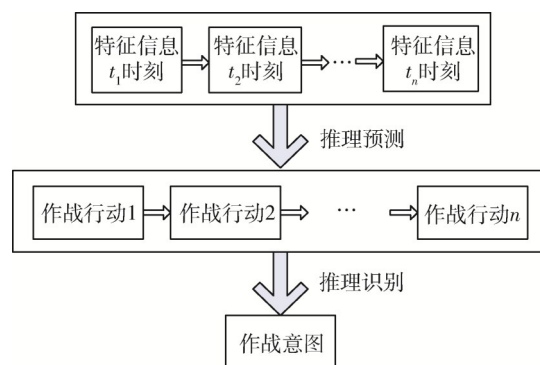 特征信息
t₁时刻
特征信息
t₂时刻
…
特征信息
tₙ时刻
推理预测
作战行动1
作战行动2
…
作战行动n
推理识别
作战意图